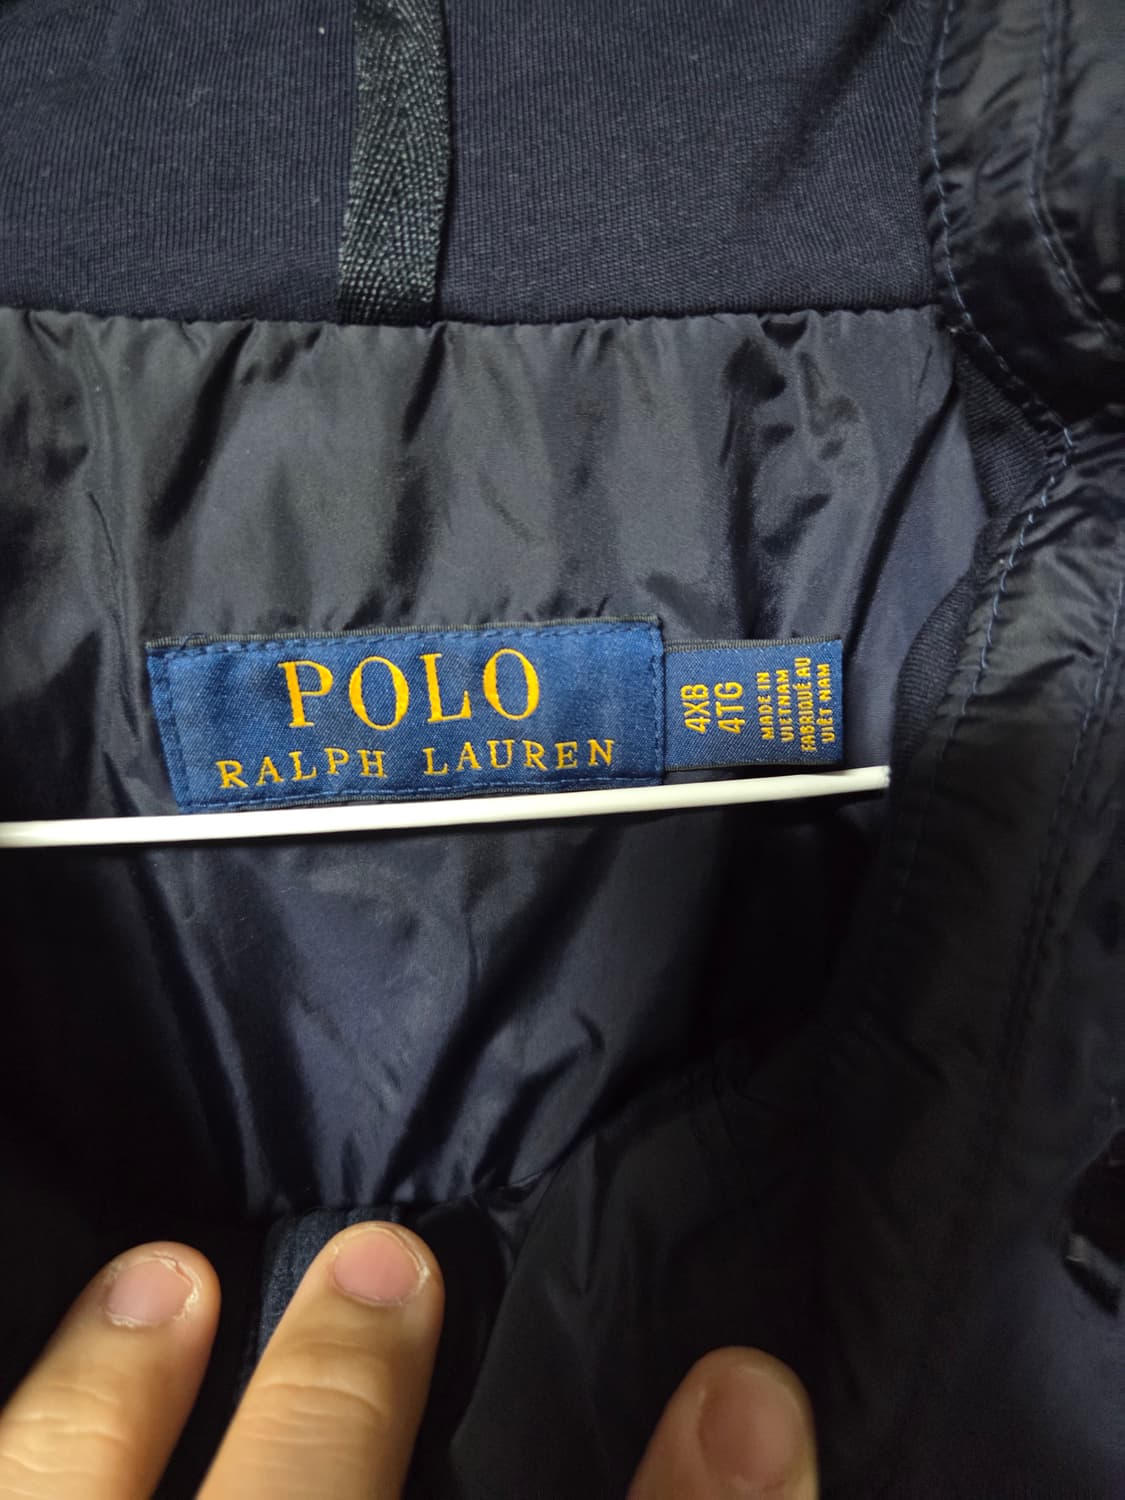 POLO
RALPH LAUREN
4XB
4TG
MADE IN
VIETNAM
FABRIQUÉ AU
VIÊT NAM